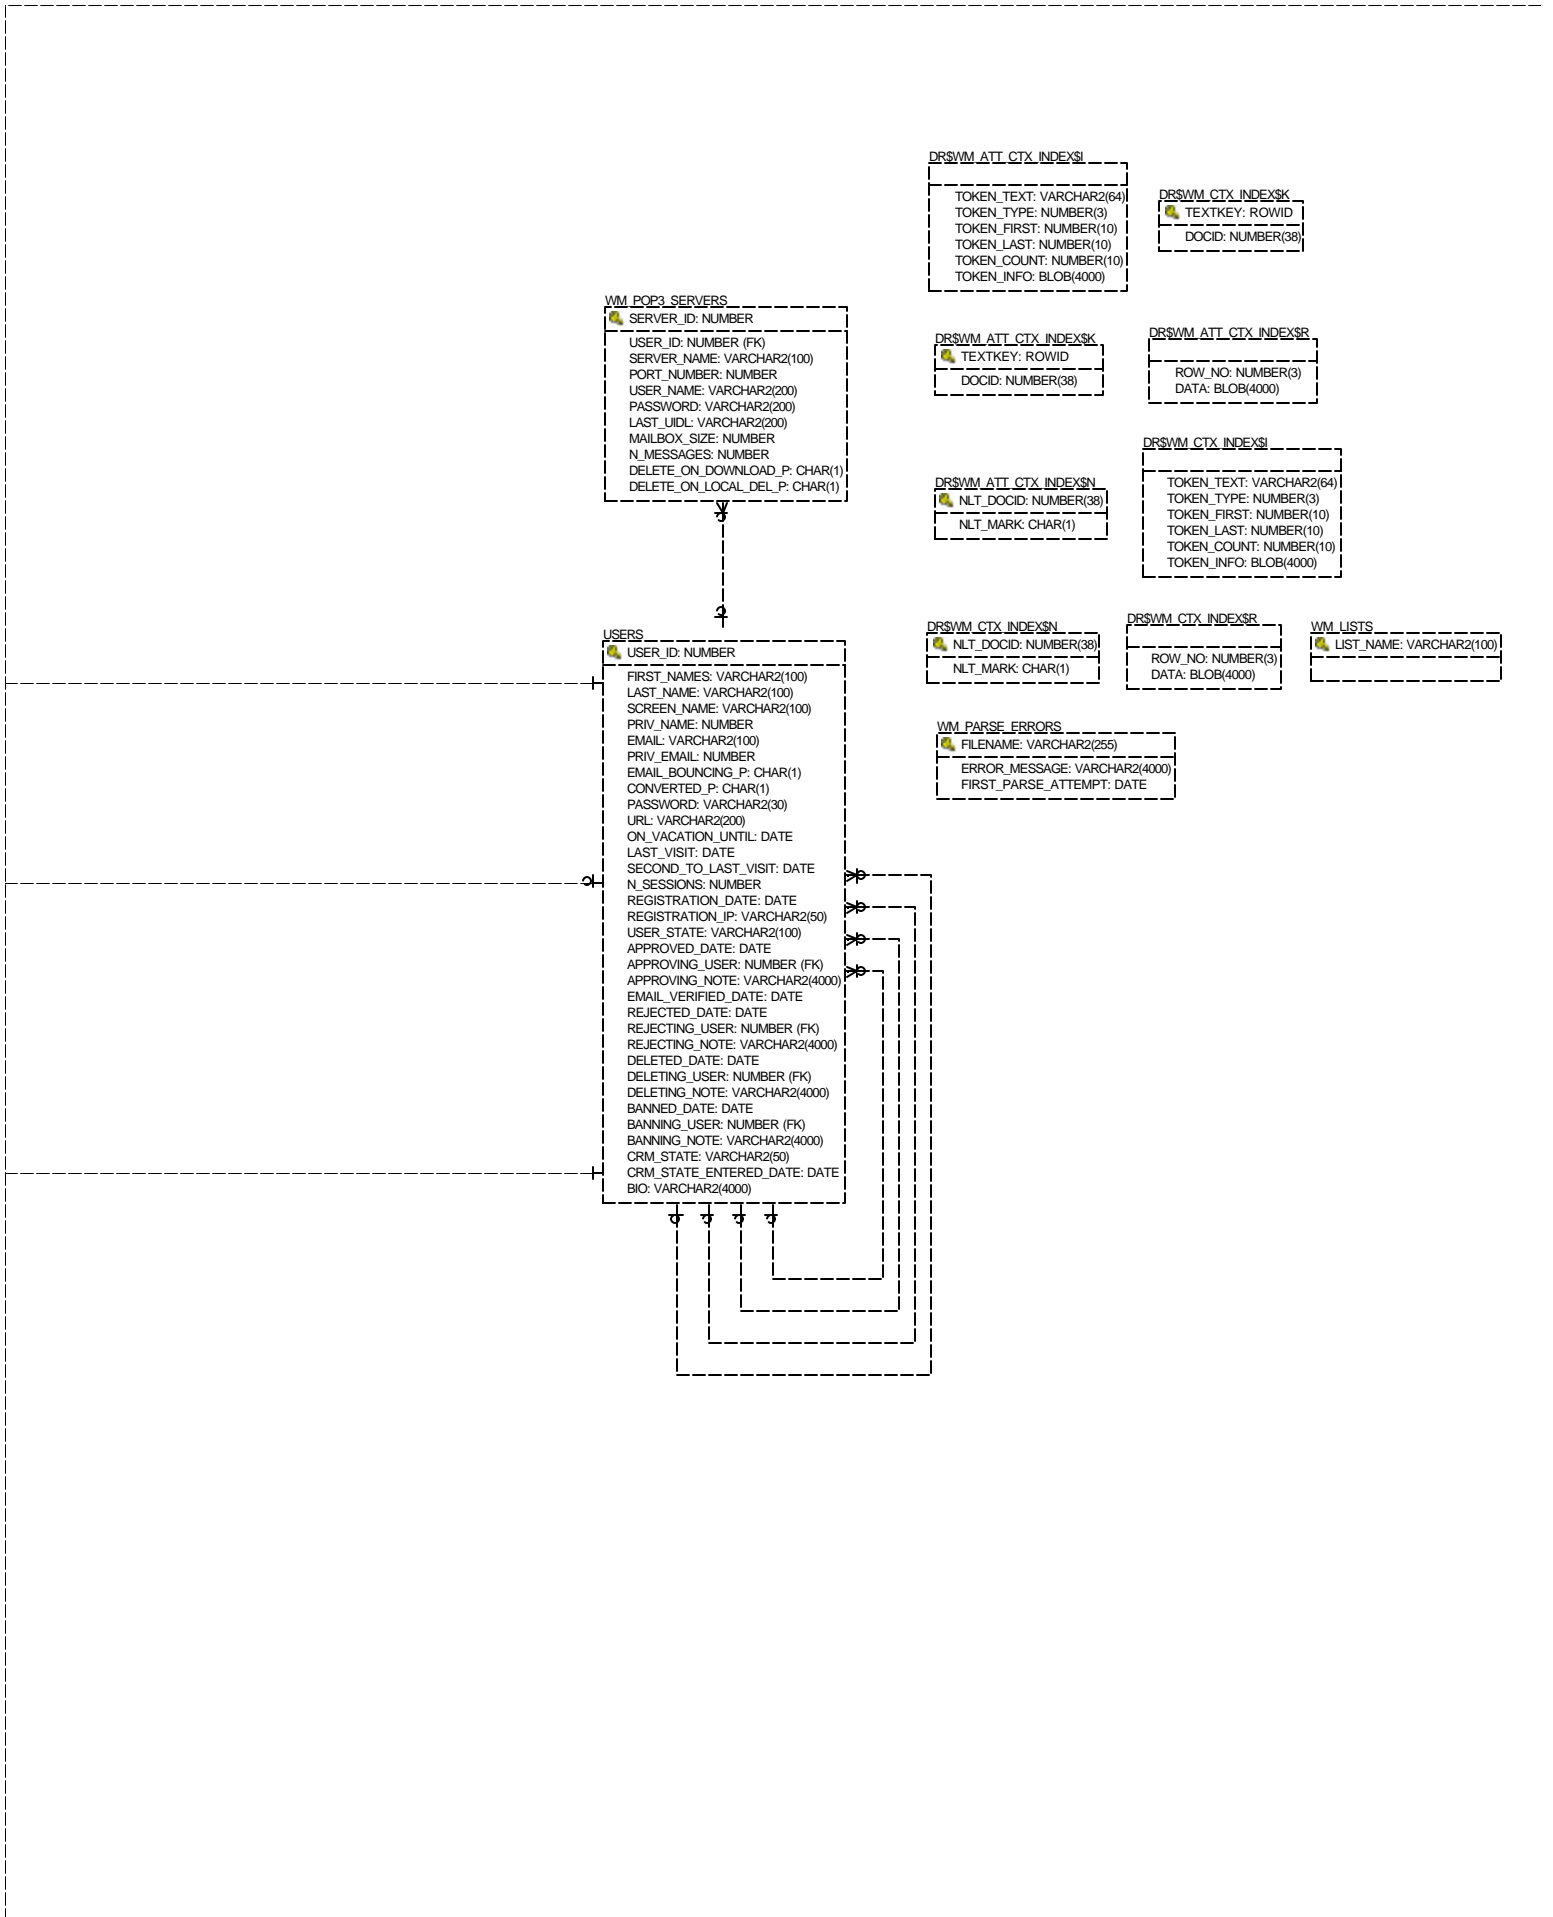 DR$WM_ATT_CTX_INDEX$I
TOKEN_TEXT: VARCHAR2(64)
TOKEN_TYPE: NUMBER(3)
TOKEN_FIRST: NUMBER(10)
TOKEN_LAST: NUMBER(10)
TOKEN_COUNT: NUMBER(10)
TOKEN_INFO: BLOB(4000)
DR$WM_CTX_INDEX$K
TEXTKEY: ROWID
DOCID: NUMBER(38)
WM_POP3_SERVERS
SERVER_ID: NUMBER
USER_ID: NUMBER (FK)
SERVER_NAME: VARCHAR2(100)
PORT_NUMBER: NUMBER
USER_NAME: VARCHAR2(200)
PASSWORD: VARCHAR2(200)
LAST_UIDL: VARCHAR2(200)
MAILBOX_SIZE: NUMBER
N_MESSAGES: NUMBER
DELETE_ON_DOWNLOAD_P: CHAR(1)
DELETE_ON_LOCAL_DEL_P: CHAR(1)
DR$WM_ATT_CTX_INDEX$K
TEXTKEY: ROWID
DOCID: NUMBER(38)
DR$WM_ATT_CTX_INDEX$R
ROW_NO: NUMBER(3)
DATA: BLOB(4000)
DR$WM_ATT_CTX_INDEX$N
NLT_DOCID: NUMBER(38)
NLT_MARK: CHAR(1)
DR$WM_CTX_INDEX$I
TOKEN_TEXT: VARCHAR2(64)
TOKEN_TYPE: NUMBER(3)
TOKEN_FIRST: NUMBER(10)
TOKEN_LAST: NUMBER(10)
TOKEN_COUNT: NUMBER(10)
TOKEN_INFO: BLOB(4000)
DR$WM_CTX_INDEX$N
NLT_DOCID: NUMBER(38)
NLT_MARK: CHAR(1)
DR$WM_CTX_INDEX$R
ROW_NO: NUMBER(3)
DATA: BLOB(4000)
WM_LISTS
LIST_NAME: VARCHAR2(100)
WM_PARSE_ERRORS
FILENAME: VARCHAR2(255)
ERROR_MESSAGE: VARCHAR2(4000)
FIRST_PARSE_ATTEMPT: DATE
USERS
USER_ID: NUMBER
FIRST_NAMES: VARCHAR2(100)
LAST_NAME: VARCHAR2(100)
SCREEN_NAME: VARCHAR2(100)
PRIV_NAME: NUMBER
EMAIL: VARCHAR2(100)
PRIV_EMAIL: NUMBER
EMAIL_BOUNCING_P: CHAR(1)
CONVERTED_P: CHAR(1)
PASSWORD: VARCHAR2(30)
URL: VARCHAR2(200)
ON_VACATION_UNTIL: DATE
LAST_VISIT: DATE
SECOND_TO_LAST_VISIT: DATE
N_SESSIONS: NUMBER
REGISTRATION_DATE: DATE
REGISTRATION_IP: VARCHAR2(50)
USER_STATE: VARCHAR2(100)
APPROVED_DATE: DATE
APPROVING_USER: NUMBER (FK)
APPROVING_NOTE: VARCHAR2(4000)
EMAIL_VERIFIED_DATE: DATE
REJECTED_DATE: DATE
REJECTING_USER: NUMBER (FK)
REJECTING_NOTE: VARCHAR2(4000)
DELETED_DATE: DATE
DELETING_USER: NUMBER (FK)
DELETING_NOTE: VARCHAR2(4000)
BANNED_DATE: DATE
BANNING_USER: NUMBER (FK)
BANNING_NOTE: VARCHAR2(4000)
CRM_STATE: VARCHAR2(50)
CRM_STATE_ENTERED_DATE: DATE
BIO: VARCHAR2(4000)